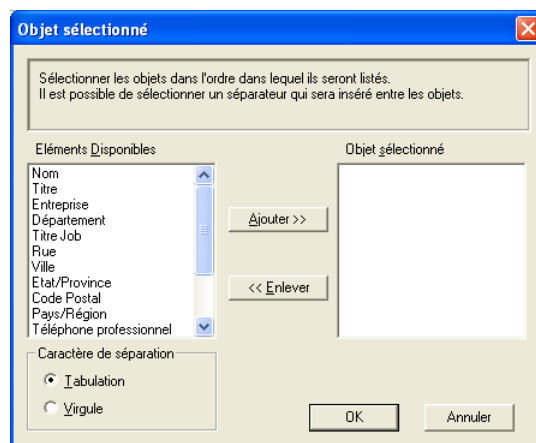 Objet sélectionné
Sélectionner les objets dans l'ordre dans lequel ils seront listés.
Il est possible de sélectionner un séparateur qui sera inséré entre les objets.
Eléments Disponibles
Objet sélectionné
Nom
Titre
Entreprise
Département
Titre Job
Rue
Ville
Etat/Province
Code Postal
Pays/Région
Téléphone professionnel
Ajouter >>
<< Enlever
Caractère de séparation
Tabulation
Virgule
OK
Annuler